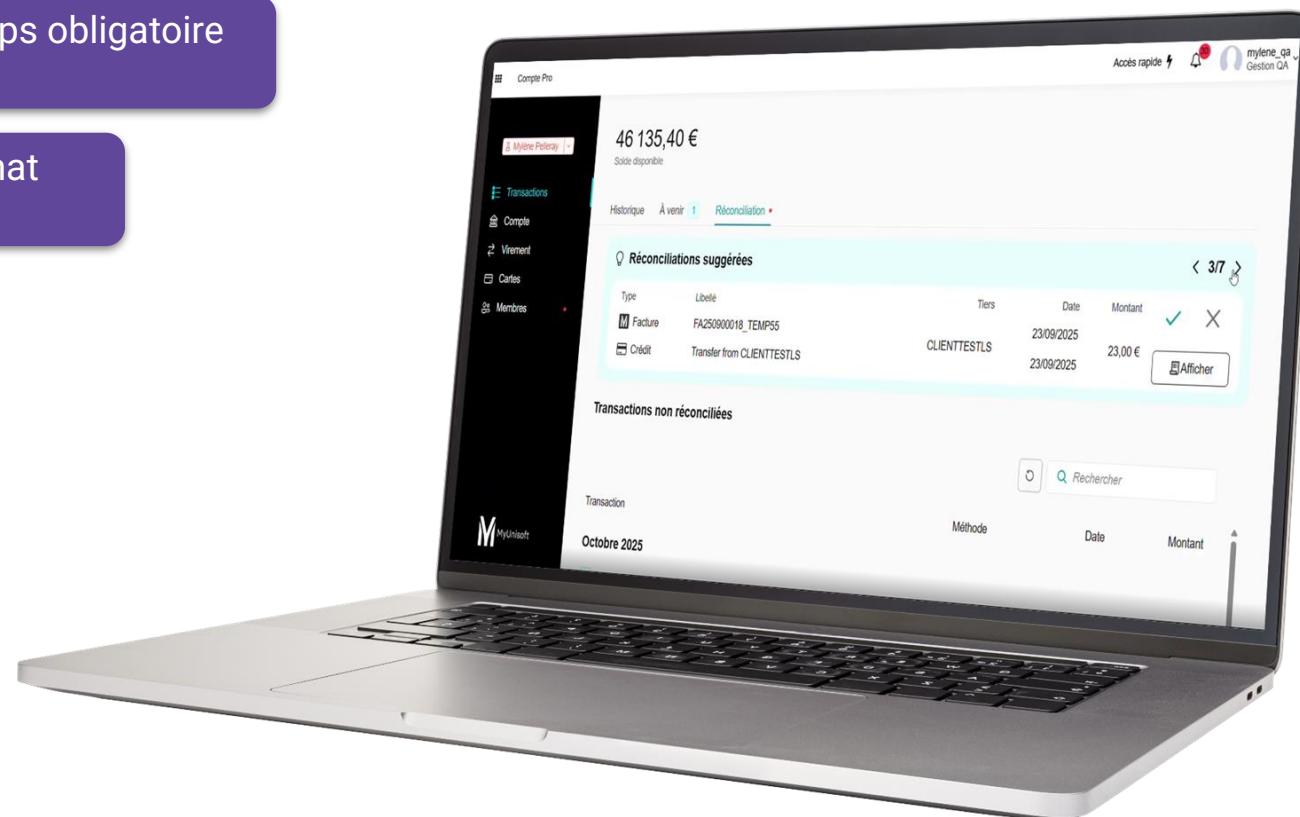 ps obligatoire
nat
Compte Pro
Accès rapide
mylene_qa
Gestion QA
Mylène Pelleray
46 135,40 €
Solde disponible
Transactions
Compte
Virement
Cartes
Membres
Historique À venir 1 Réconciliation
Réconciliations suggérées
3/7
Type Libellé Tiers Date Montant
Facture FA250900018_TEMP55 23/09/2025
CLIENTTESTLS 23,00 €
Crédit Transfer from CLIENTTESTLS 23/09/2025
Afficher
Transactions non réconciliées
Rechercher
Transaction Méthode Date Montant
Octobre 2025
MyUnisoft